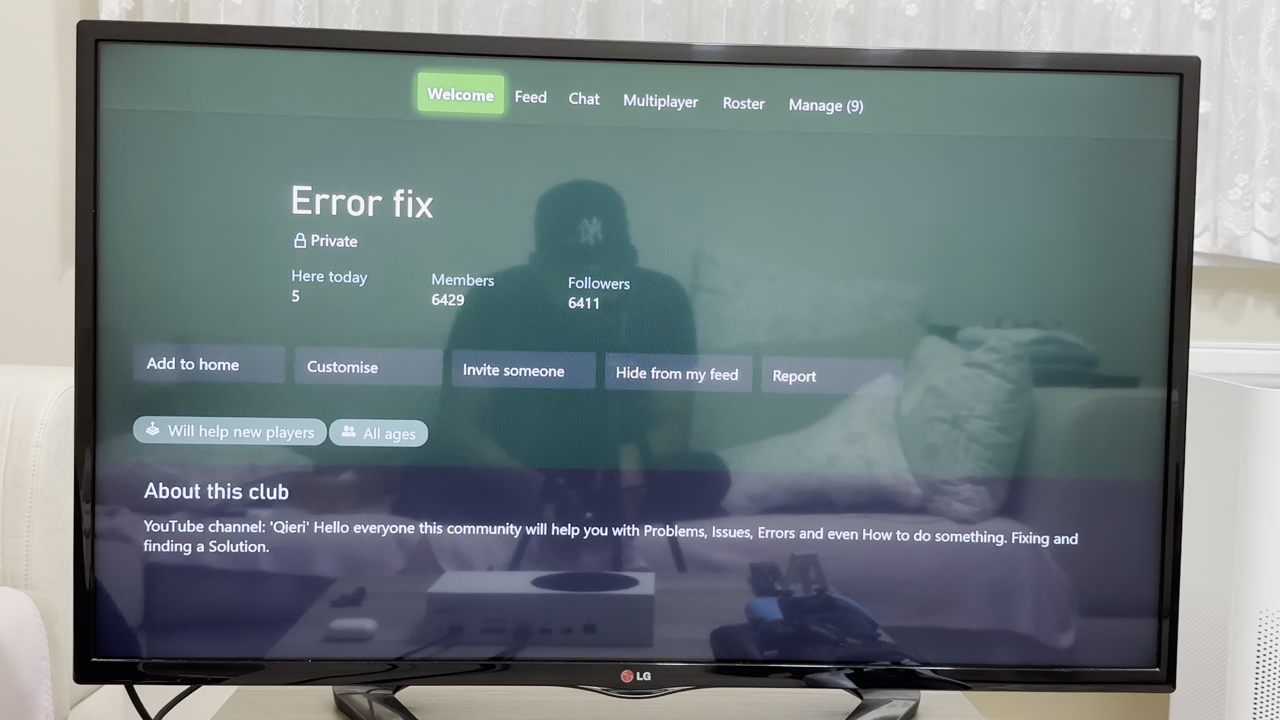 Welcome
Feed
Chat
Multiplayer
Roster
Manage (9)
Error fix
Private
Here today
Members
Followers
5
6429
6411
Add to home
Customise
Invite someone
Hide from my feed
Report
Will help new players
All ages
About this club
YouTube channel: 'Qieri' Hello everyone this community will help you with Problems, Issues, Errors and even How to do something. Fixing and
finding a Solution.
LG